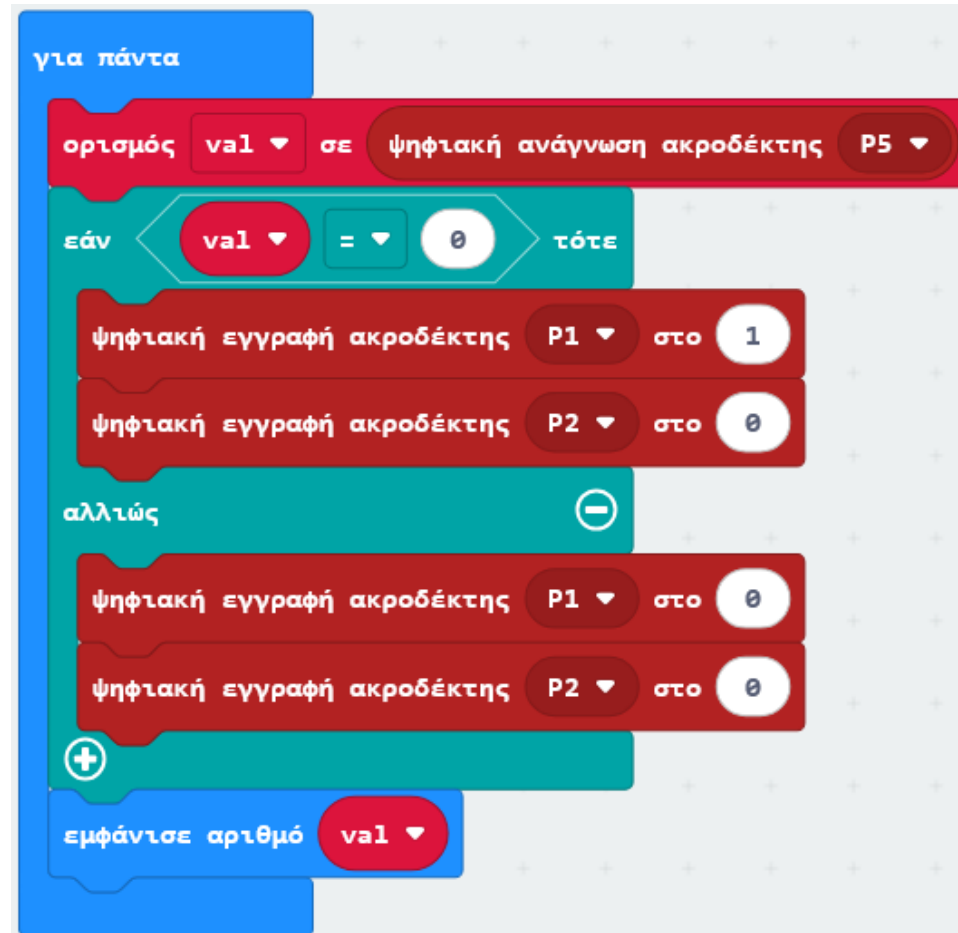 για πάντα
ορισμός val σε ψηφιακή ανάγνωση ακροδέκτης P5
εάν val = 0 τότε
ψηφιακή εγγραφή ακροδέκτης P1 στο 1
ψηφιακή εγγραφή ακροδέκτης P2 στο 0
αλλιώς
ψηφιακή εγγραφή ακροδέκτης P1 στο 0
ψηφιακή εγγραφή ακροδέκτης P2 στο 0
εμφάνισε αριθμό val